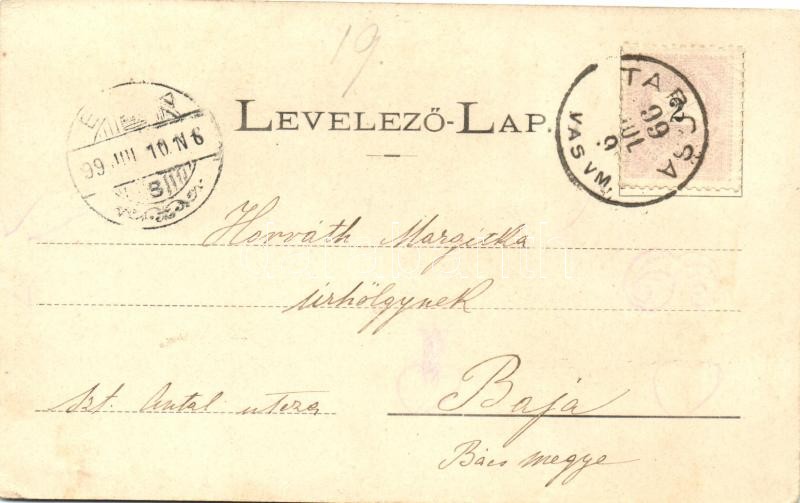 19.
LEVELEZŐ-LAP.
TARCSA
99 JUL 9
VAS VM.
99 JUL 10 N 6
B
Horváth Margitka
úrhölgynek
Szt. Antal utcza
Baja
Bács megye